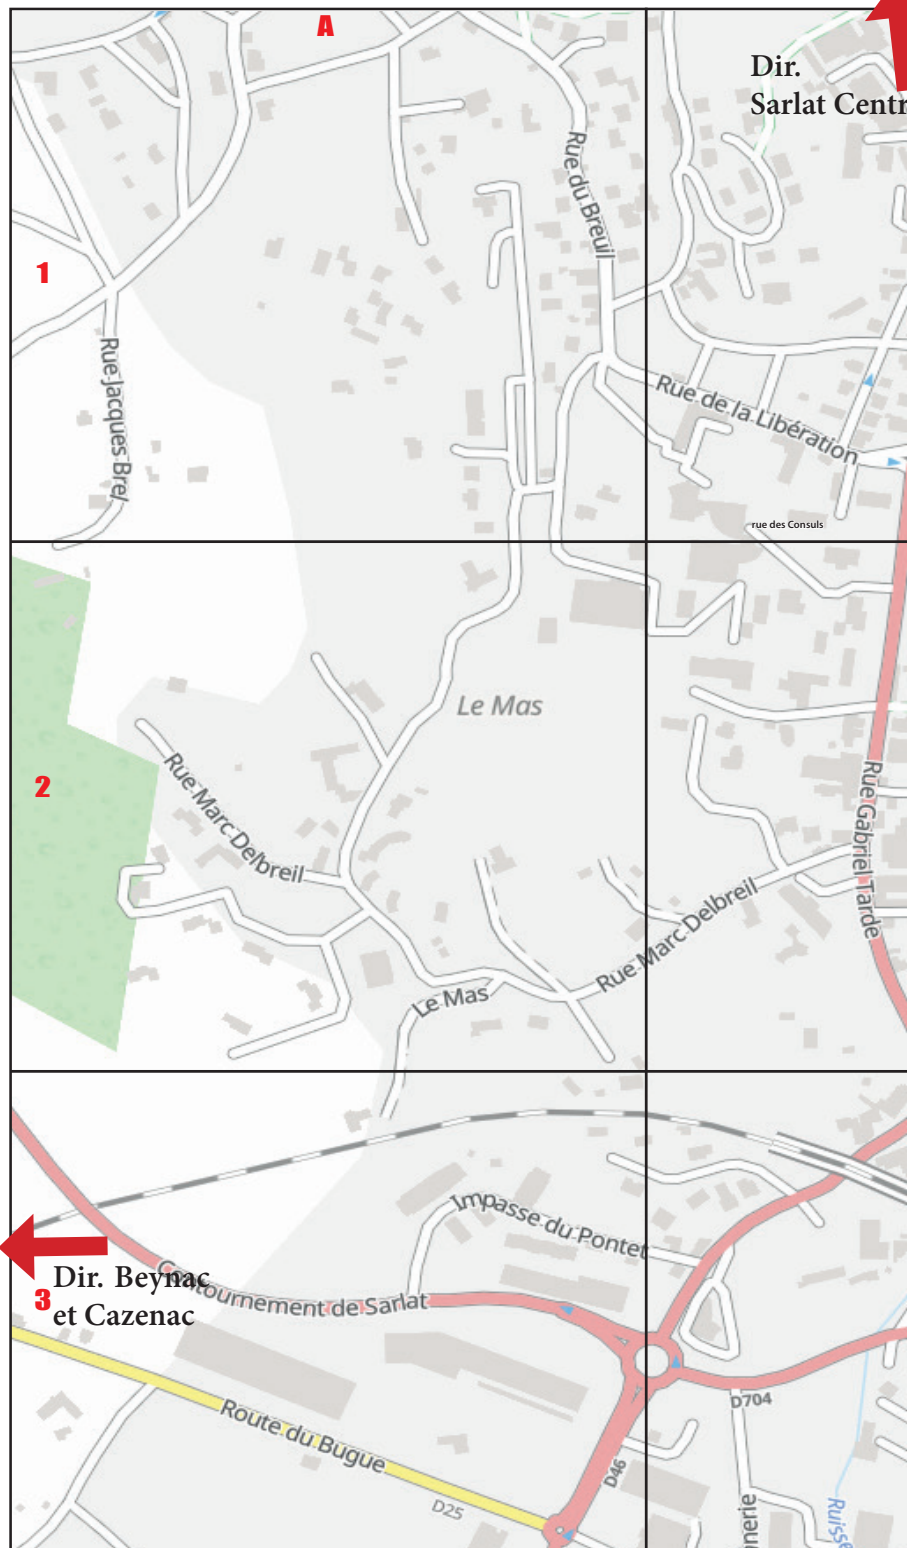 A
Dir.
Sarlat Centr
Rue du Breuil
1
Rue Jacques Brel
Rue de la Libération
rue des Consuls
Le Mas
2
Rue Marc Delbreil
Rue Gabriel Tarde
Rue Marc Delbreil
Le Mas
Impasse du Pontet
Dir. Beynac
et Cazenac
3
Contournement de Sarlat
D704
Route du Bugue
D46
D25
nerie
Ruisse